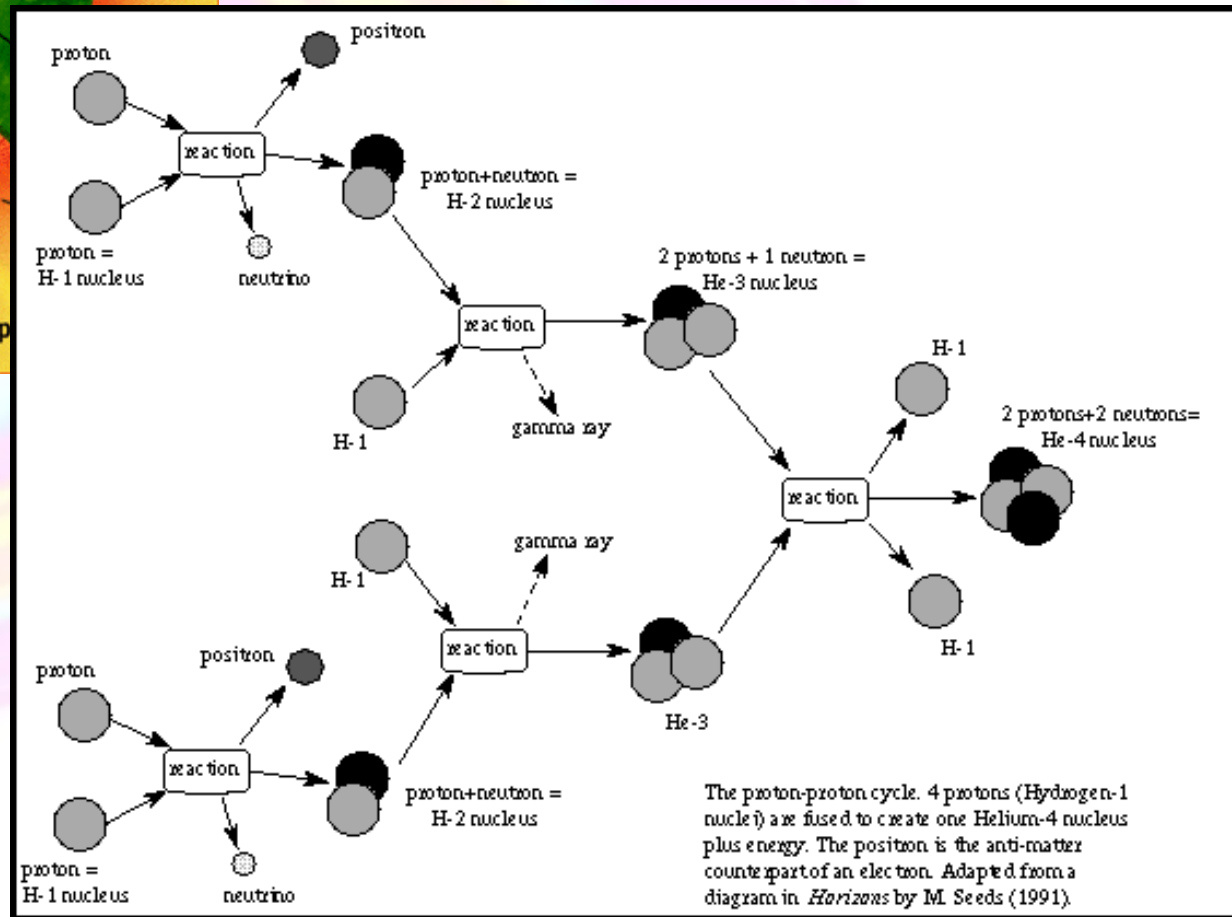 positron
proton
reaction
proton+neutron =
H-2 nucleus
proton =
H-1 nucleus
neutrino
2 protons + 1 neutron =
He-3 nucleus
p
reaction
H-1
gamma ray
H-1
2 protons+2 neutrons=
He-4 nucleus
reaction
H-1
gamma ray
H-1
reaction
positron
proton
He-3
reaction
proton+neutron =
H-2 nucleus
proton =
H-1 nucleus
neutrino
The proton-proton cycle. 4 protons (Hydrogen-1
nuclei) are fused to create one Helium-4 nucleus
plus energy. The positron is the anti-matter
counterpart of an electron. Adapted from a
diagram in Horizons by M. Seeds (1991).